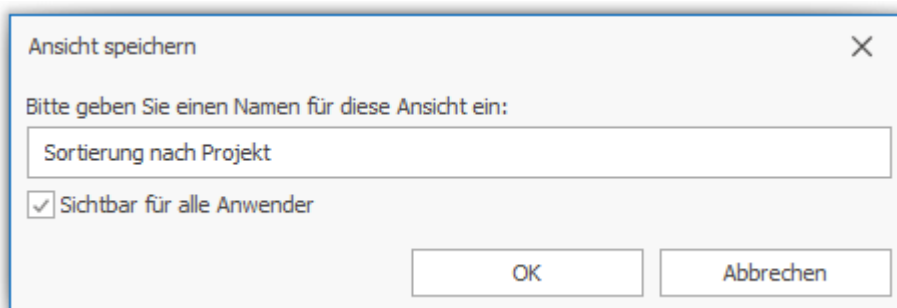 Ansicht speichern
Bitte geben Sie einen Namen für diese Ansicht ein:
Sortierung nach Projekt
Sichtbar für alle Anwender
OK Abbrechen